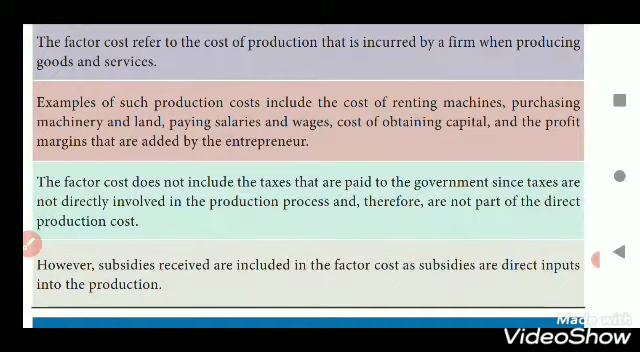 The factor cost refer to the cost of production that is incurred by a firm when producing
goods and services.
Examples of such production costs include the cost of renting machines, purchasing
machinery and land, paying salaries and wages, cost of obtaining capital, and the profit
margins that are added by the entrepreneur.
The factor cost does not include the taxes that are paid to the government since taxes are
not directly involved in the production process and, therefore, are not part of the direct
production cost.
However, subsidies received are included in the factor cost as subsidies are direct inputs
into the production.
Made with
VideoShow